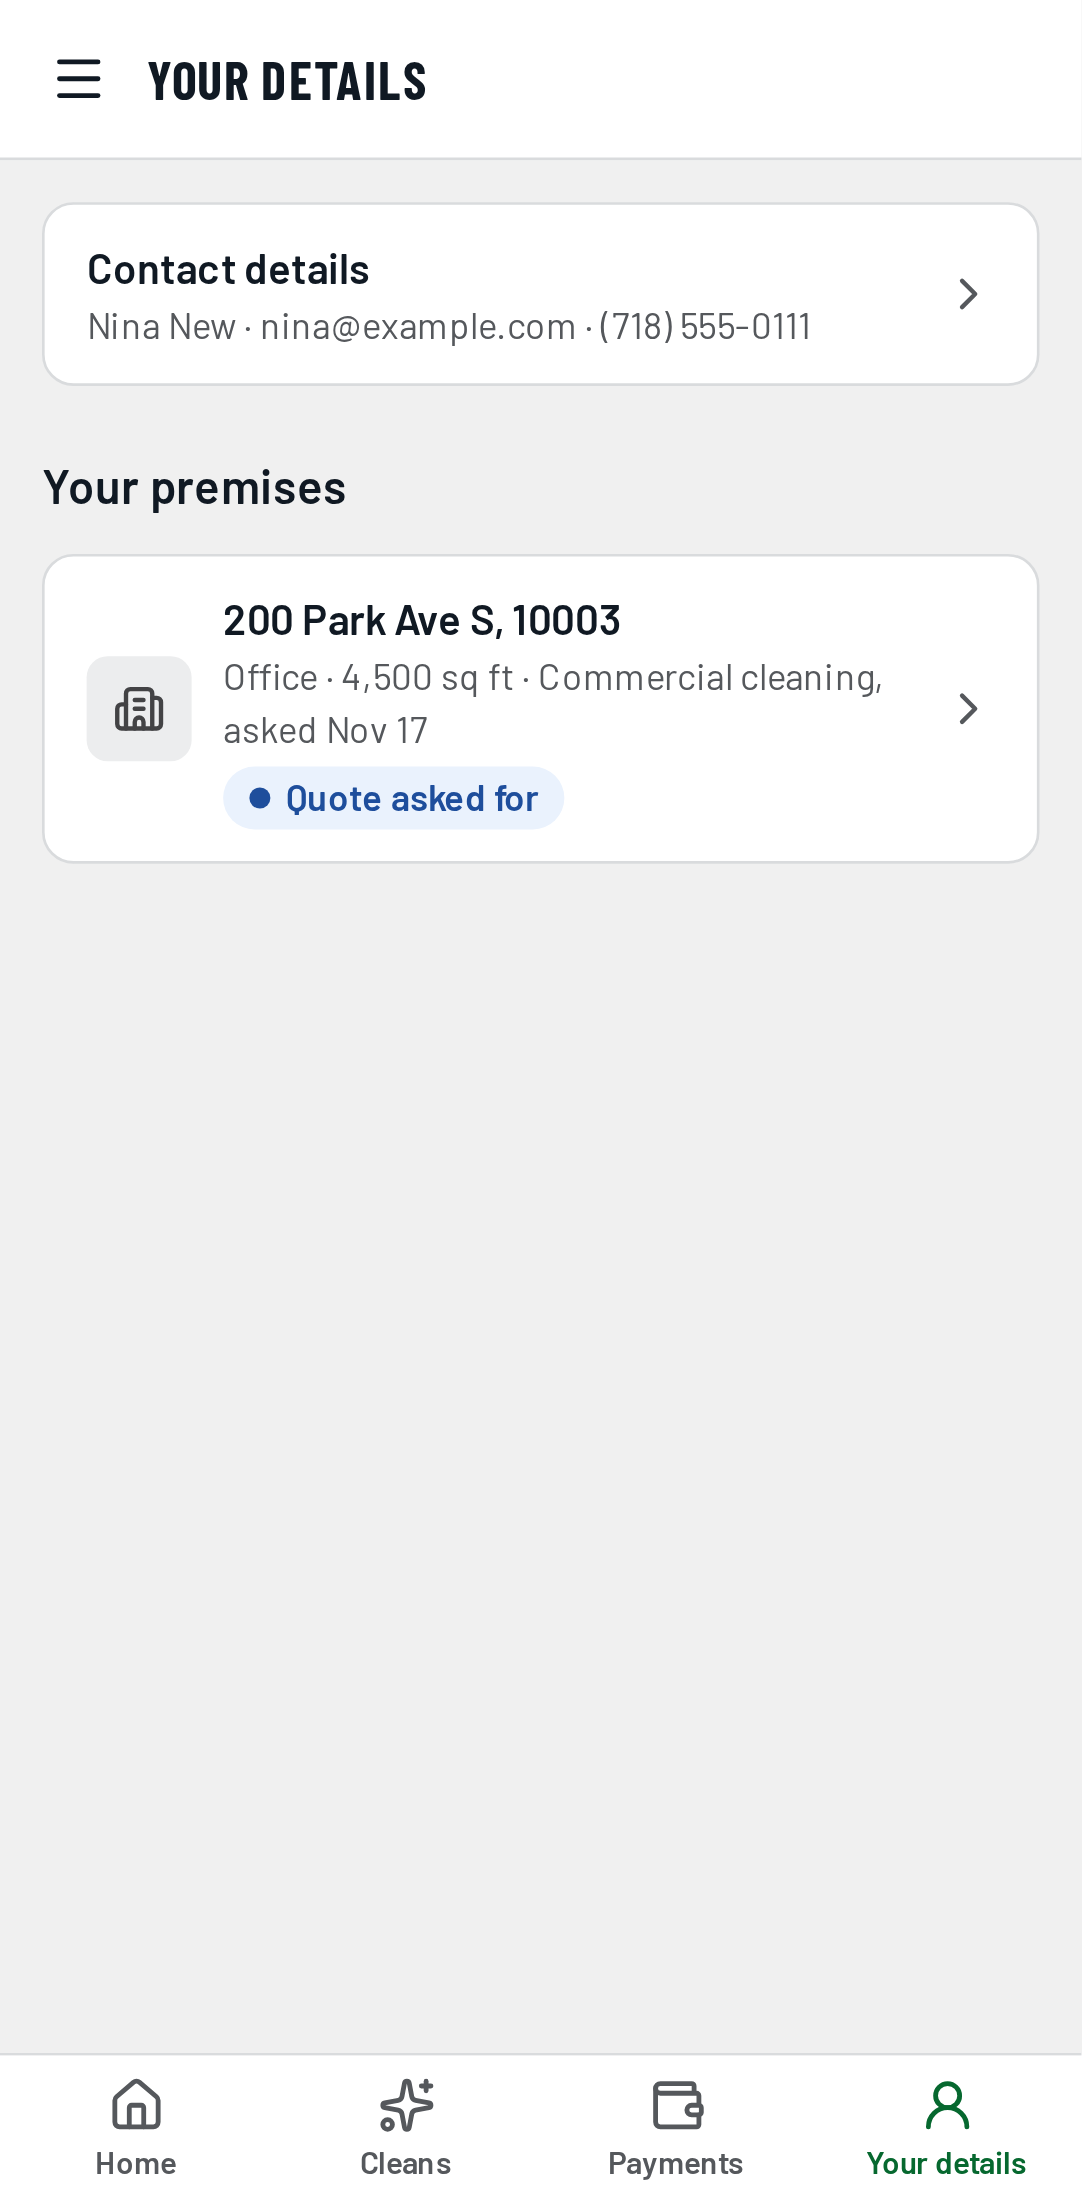 YOUR DETAILS
Contact details
Nina New · nina@example.com · (718) 555-0111
Your premises
200 Park Ave S, 10003
Office · 4,500 sq ft · Commercial cleaning,
asked Nov 17
Quote asked for
Home
Cleans
Payments
Your details